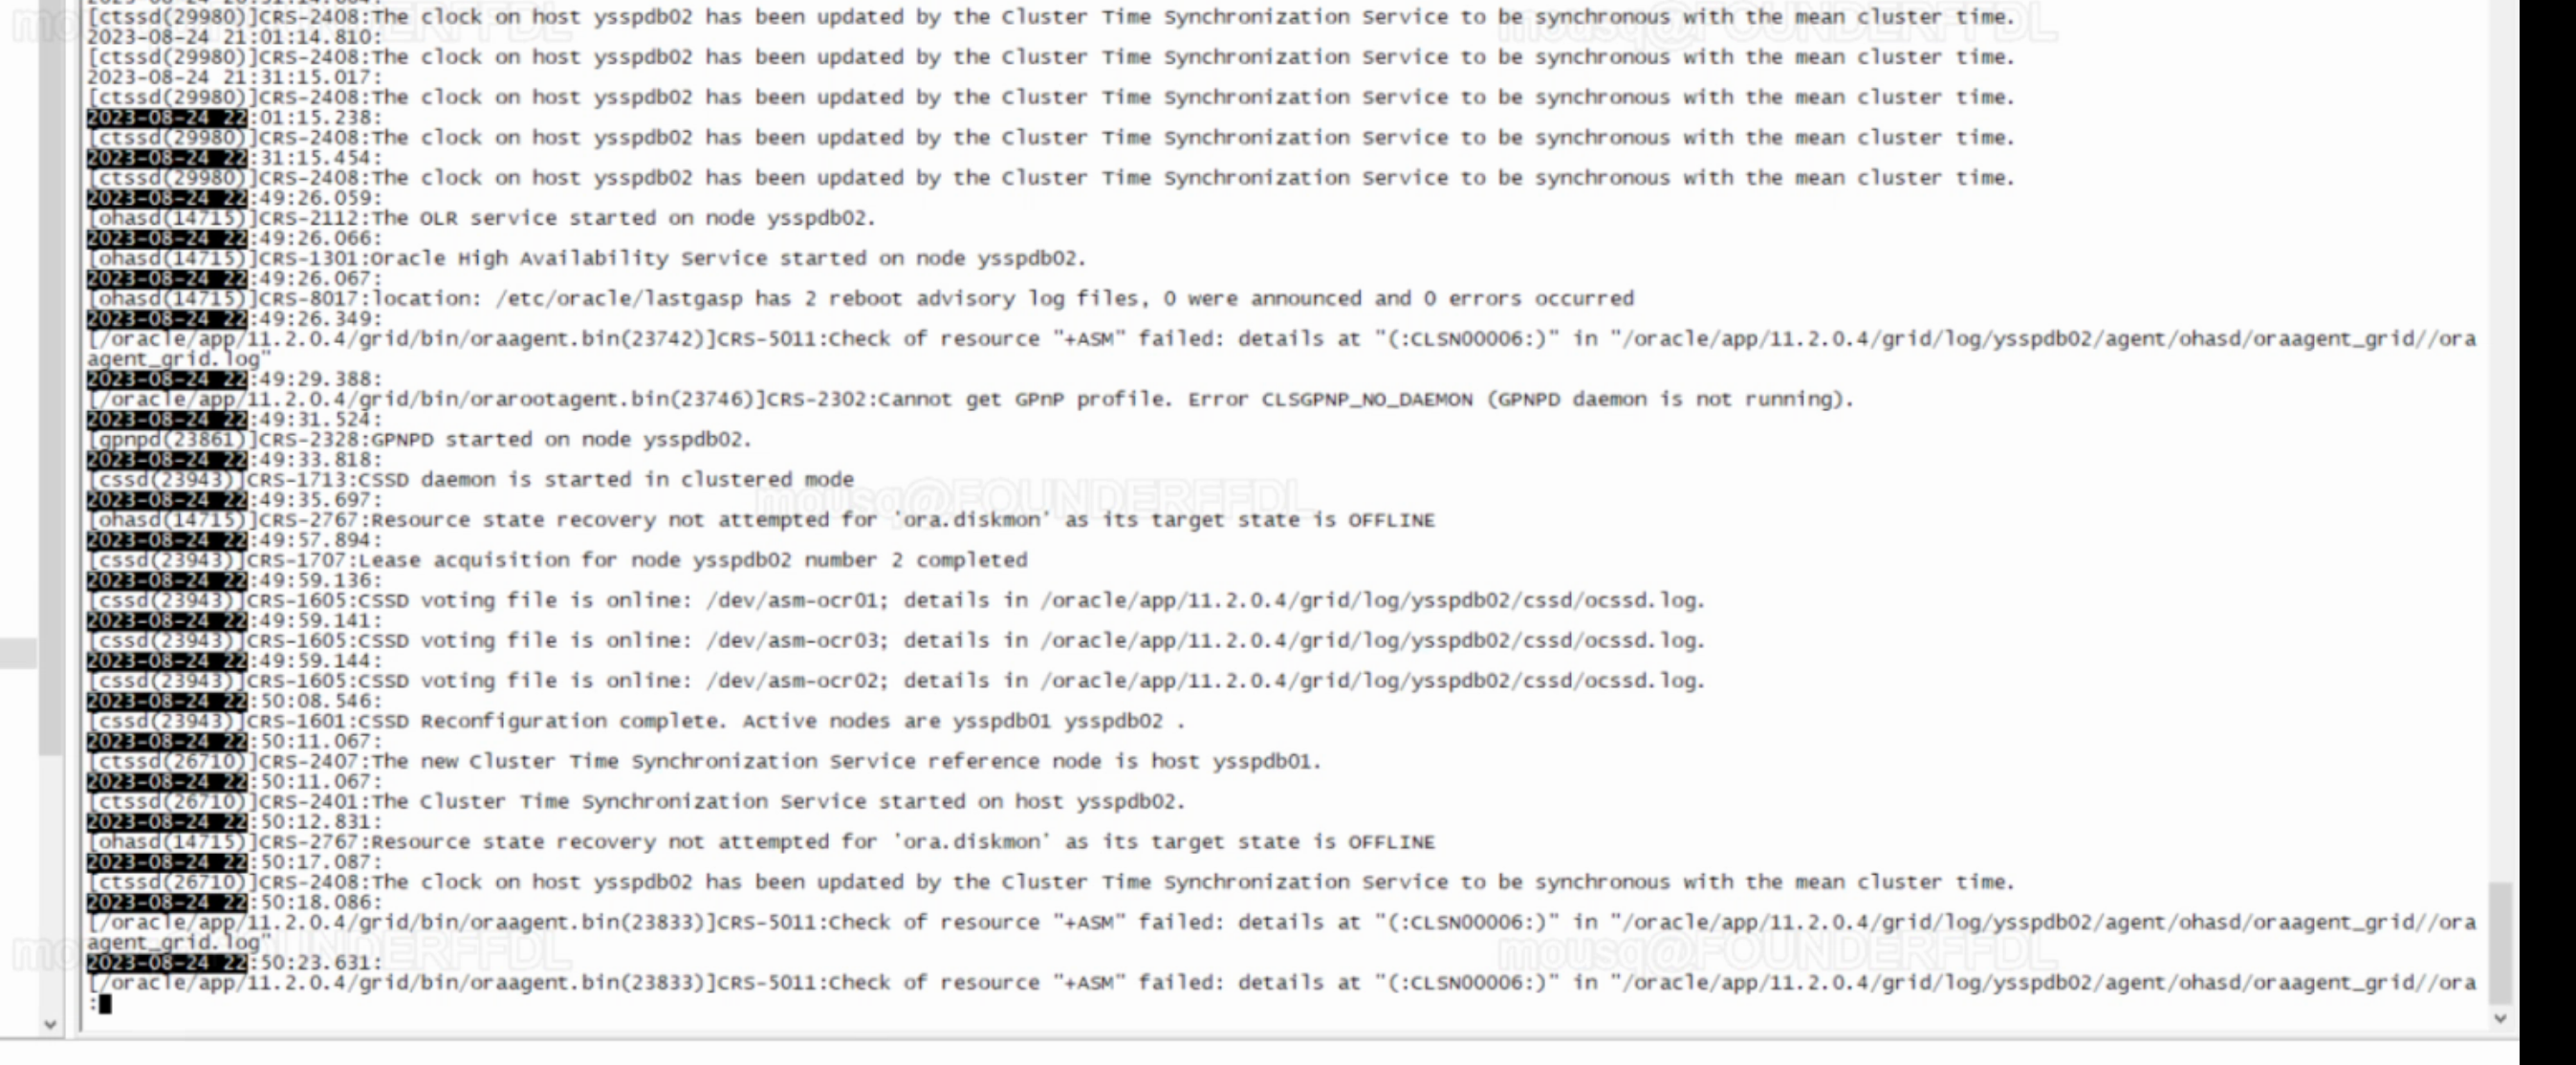 [ctssd(29980)]CRS-2408:The clock on host ysspdb02 has been updated by the Cluster Time Synchronization Service to be synchronous with the mean cluster time.
2023-08-24 21:01:14.810:
[ctssd(29980)]CRS-2408:The clock on host ysspdb02 has been updated by the Cluster Time Synchronization Service to be synchronous with the mean cluster time.
2023-08-24 21:31:15.017:
[ctssd(29980)]CRS-2408:The clock on host ysspdb02 has been updated by the Cluster Time Synchronization Service to be synchronous with the mean cluster time.
2023-08-24 22:01:15.238:
[ctssd(29980)]CRS-2408:The clock on host ysspdb02 has been updated by the Cluster Time Synchronization Service to be synchronous with the mean cluster time.
2023-08-24 22:31:15.454:
[ctssd(29980)]CRS-2408:The clock on host ysspdb02 has been updated by the Cluster Time Synchronization Service to be synchronous with the mean cluster time.
2023-08-24 22:49:26.059:
[ohasd(14715)]CRS-2112:The OLR service started on node ysspdb02.
2023-08-24 22:49:26.066:
[ohasd(14715)]CRS-1301:Oracle High Availability Service started on node ysspdb02.
2023-08-24 22:49:26.067:
[ohasd(14715)]CRS-8017:location: /etc/oracle/lastgasp has 2 reboot advisory log files, 0 were announced and 0 errors occurred
2023-08-24 22:49:26.349:
[/oracle/app/11.2.0.4/grid/bin/oraagent.bin(23742)]CRS-5011:Check of resource "+ASM" failed: details at "(:CLSN00006:)" in "/oracle/app/11.2.0.4/grid/log/ysspdb02/agent/ohasd/oraagent_grid//ora
agent_grid.log"
2023-08-24 22:49:29.388:
[/oracle/app/11.2.0.4/grid/bin/orarootagent.bin(23746)]CRS-2302:Cannot get GPnP profile. Error CLSGPNP_NO_DAEMON (GPNPD daemon is not running).
2023-08-24 22:49:31.524:
[gpnpd(23861)]CRS-2328:GPNPD started on node ysspdb02.
2023-08-24 22:49:33.818:
[cssd(23943)]CRS-1713:CSSD daemon is started in clustered mode
2023-08-24 22:49:35.697:
[ohasd(14715)]CRS-2767:Resource state recovery not attempted for 'ora.diskmon' as its target state is OFFLINE
2023-08-24 22:49:57.894:
[cssd(23943)]CRS-1707:Lease acquisition for node ysspdb02 number 2 completed
2023-08-24 22:49:59.136:
[cssd(23943)]CRS-1605:CSSD voting file is online: /dev/asm-ocr01; details in /oracle/app/11.2.0.4/grid/log/ysspdb02/cssd/ocssd.log.
2023-08-24 22:49:59.141:
[cssd(23943)]CRS-1605:CSSD voting file is online: /dev/asm-ocr03; details in /oracle/app/11.2.0.4/grid/log/ysspdb02/cssd/ocssd.log.
2023-08-24 22:49:59.144:
[cssd(23943)]CRS-1605:CSSD voting file is online: /dev/asm-ocr02; details in /oracle/app/11.2.0.4/grid/log/ysspdb02/cssd/ocssd.log.
2023-08-24 22:50:08.546:
[cssd(23943)]CRS-1601:CSSD Reconfiguration complete. Active nodes are ysspdb01 ysspdb02 .
2023-08-24 22:50:11.067:
[ctssd(26710)]CRS-2407:The new Cluster Time Synchronization Service reference node is host ysspdb01.
2023-08-24 22:50:11.067:
[ctssd(26710)]CRS-2401:The Cluster Time Synchronization Service started on host ysspdb02.
2023-08-24 22:50:12.831:
[ohasd(14715)]CRS-2767:Resource state recovery not attempted for 'ora.diskmon' as its target state is OFFLINE
2023-08-24 22:50:17.087:
[ctssd(26710)]CRS-2408:The clock on host ysspdb02 has been updated by the Cluster Time Synchronization Service to be synchronous with the mean cluster time.
2023-08-24 22:50:18.086:
[/oracle/app/11.2.0.4/grid/bin/oraagent.bin(23833)]CRS-5011:Check of resource "+ASM" failed: details at "(:CLSN00006:)" in "/oracle/app/11.2.0.4/grid/log/ysspdb02/agent/ohasd/oraagent_grid//ora
agent_grid.log"
2023-08-24 22:50:23.631:
[/oracle/app/11.2.0.4/grid/bin/oraagent.bin(23833)]CRS-5011:Check of resource "+ASM" failed: details at "(:CLSN00006:)" in "/oracle/app/11.2.0.4/grid/log/ysspdb02/agent/ohasd/oraagent_grid//ora
:
mousq@FOUNDERFFDL
mousq@FOUNDERFFDL
mousq@FOUNDERFFDL